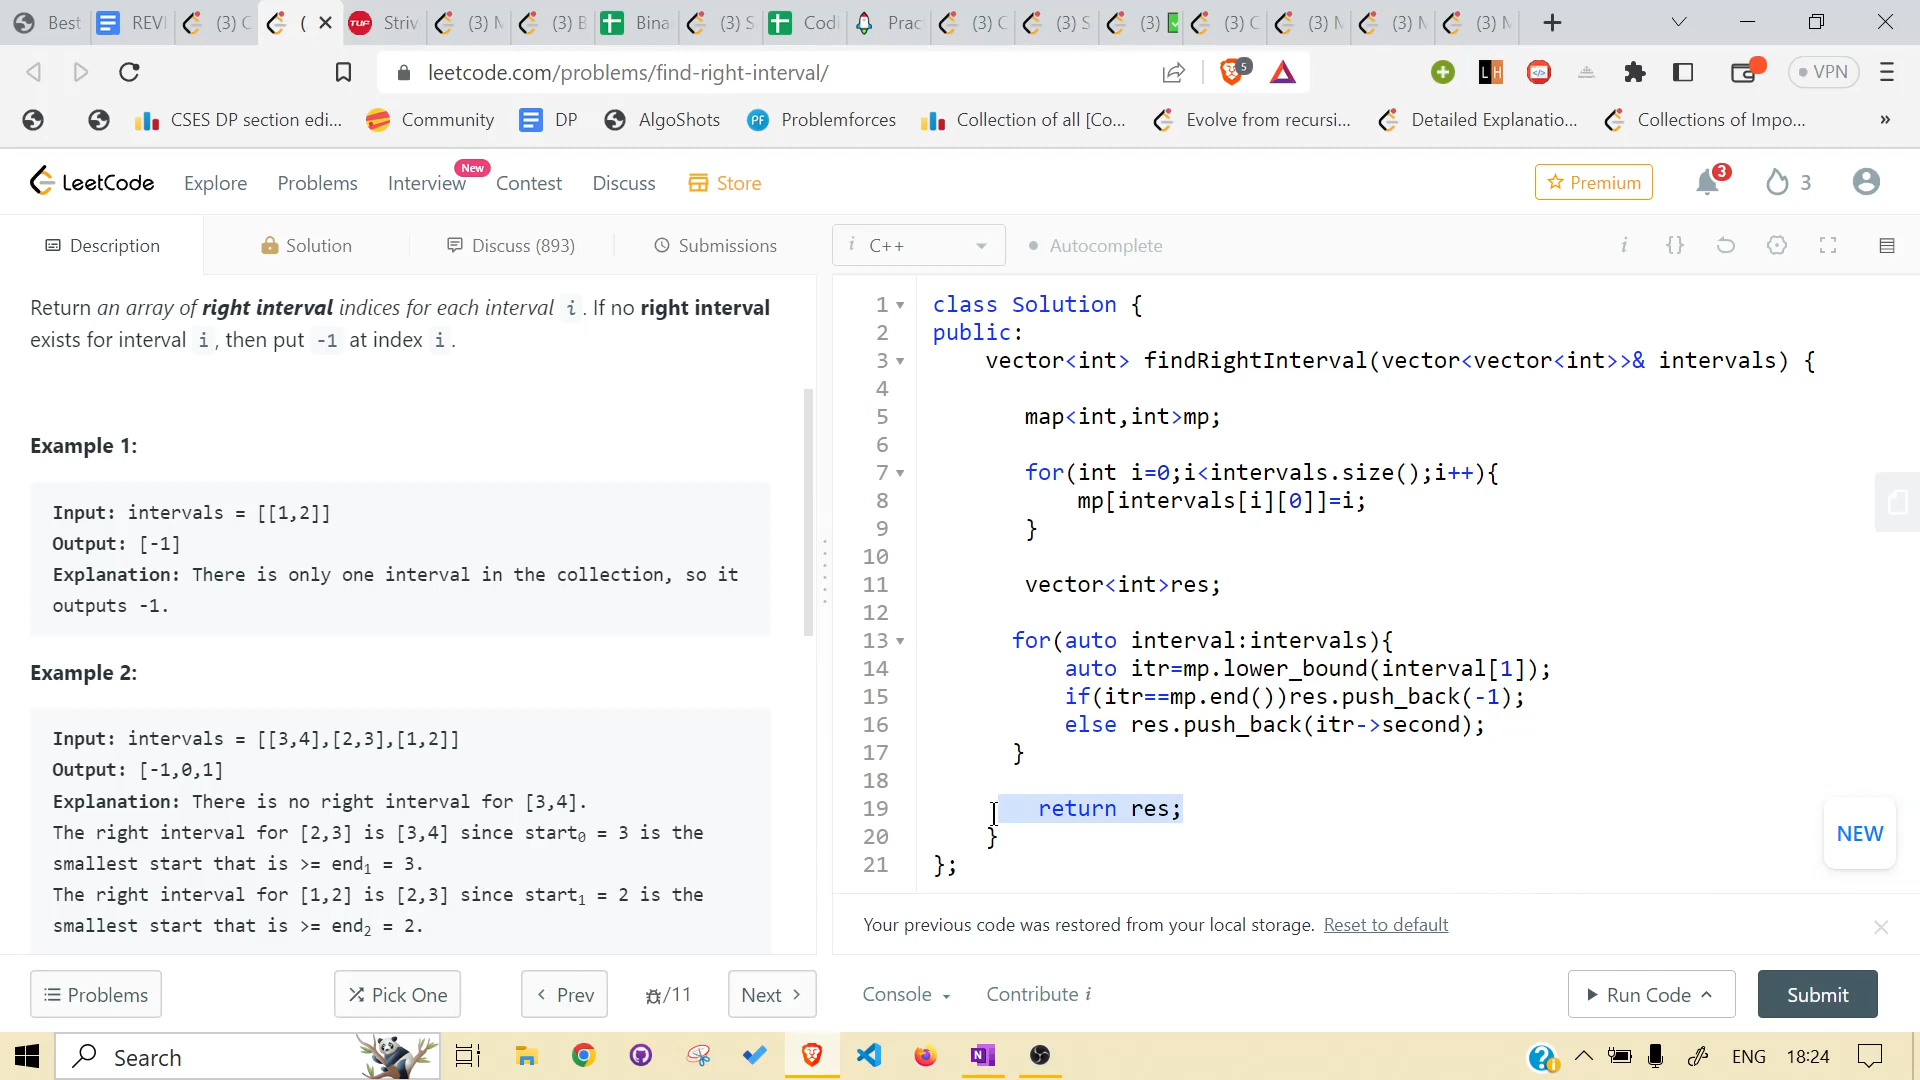 Best
REVI
(3) C
(
Striv
(3) M
(3) B
Bina
(3) S
Codi
Prac
(3) C
(3) S
(3)
(3) C
(3) M
(3) M
(3) M
leetcode.com/problems/find-right-interval/
5
VPN
CSES DP section edi...
Community
DP
AlgoShots
Problemforces
Collection of all [Co...
Evolve from recursi...
Detailed Explanatio...
Collections of Impo...
»
LeetCode
Explore
Problems
Interview
New
Contest
Discuss
Store
Premium
3
3
Description
Solution
Discuss (893)
Submissions
i C++
Autocomplete
i
{}
Return an array of right interval indices for each interval i. If no right interval
exists for interval i, then put -1 at index i.
Example 1:
Input: intervals = [[1,2]]
Output: [-1]
Explanation: There is only one interval in the collection, so it
outputs -1.
Example 2:
Input: intervals = [[3,4],[2,3],[1,2]]
Output: [-1,0,1]
Explanation: There is no right interval for [3,4].
The right interval for [2,3] is [3,4] since start0 = 3 is the
smallest start that is >= end1 = 3.
The right interval for [1,2] is [2,3] since start1 = 2 is the
smallest start that is >= end2 = 2.
1 class Solution {
2 public:
3 vector<int> findRightInterval(vector<vector<int>>& intervals) {
4
5 map<int,int>mp;
6
7 for(int i=0;i<intervals.size();i++){
8 mp[intervals[i][0]]=i;
9 }
10
11 vector<int>res;
12
13 for(auto interval:intervals){
14 auto itr=mp.lower_bound(interval[1]);
15 if(itr==mp.end())res.push_back(-1);
16 else res.push_back(itr->second);
17 }
18
19 return res;
20 }
21 };
NEW
Your previous code was restored from your local storage. Reset to default
Problems
Pick One
Prev
/11
Next
Console
Contribute i
Run Code
Submit
Search
ENG
18:24